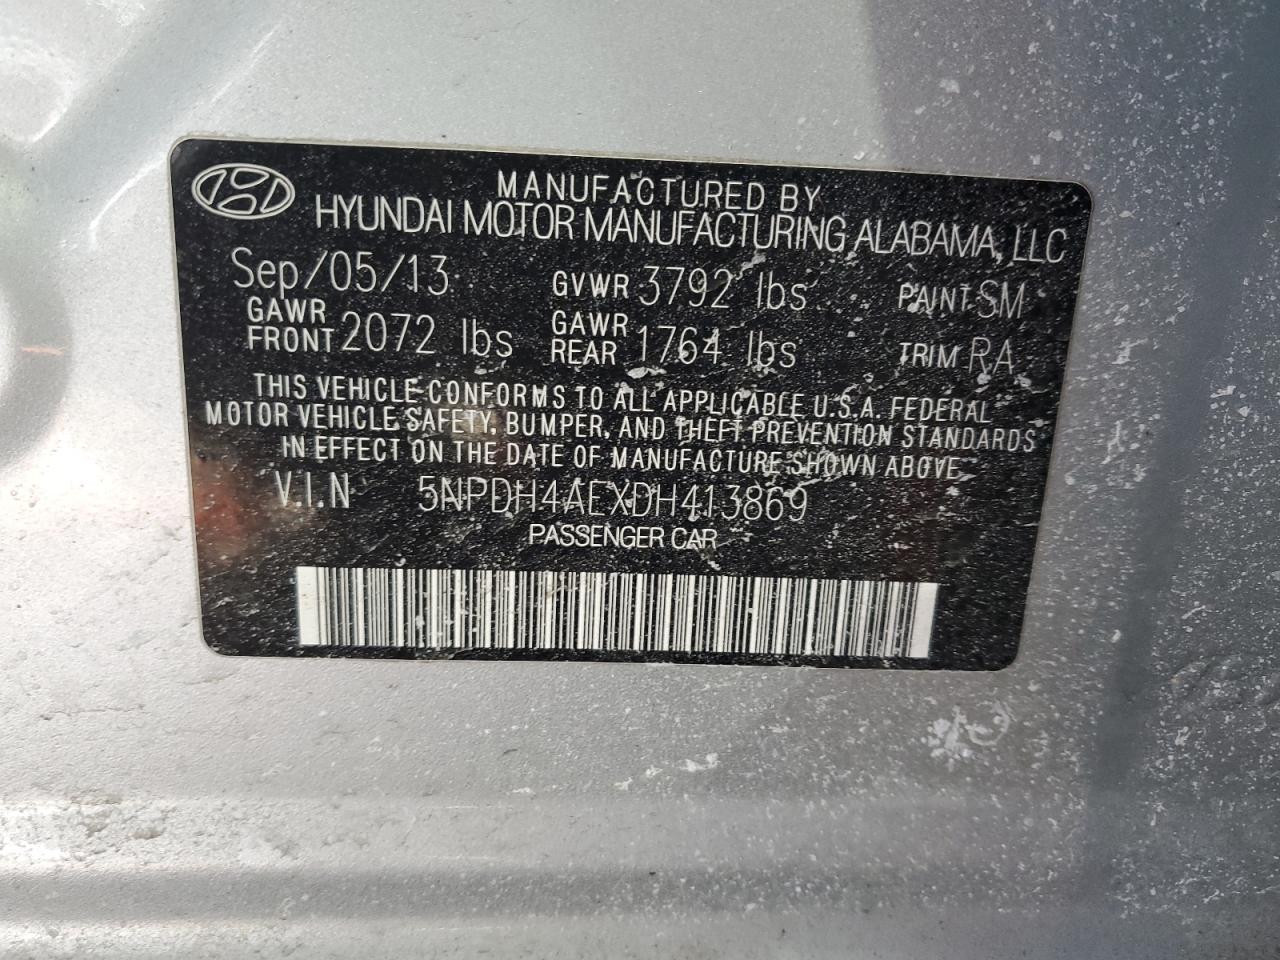 MANUFACTURED BY
HYUNDAI MOTOR MANUFACTURING ALABAMA, LLC
Sep/05/13 GVWR 3792 lbs PAINT SM
GAWR FRONT 2072 lbs GAWR REAR 1764 lbs TRIM RA
THIS VEHICLE CONFORMS TO ALL APPLICABLE U.S.A. FEDERAL
MOTOR VEHICLE SAFETY, BUMPER, AND THEFT PREVENTION STANDARDS
IN EFFECT ON THE DATE OF MANUFACTURE SHOWN ABOVE
V.I.N 5NPDH4AEXDH413869
PASSENGER CAR